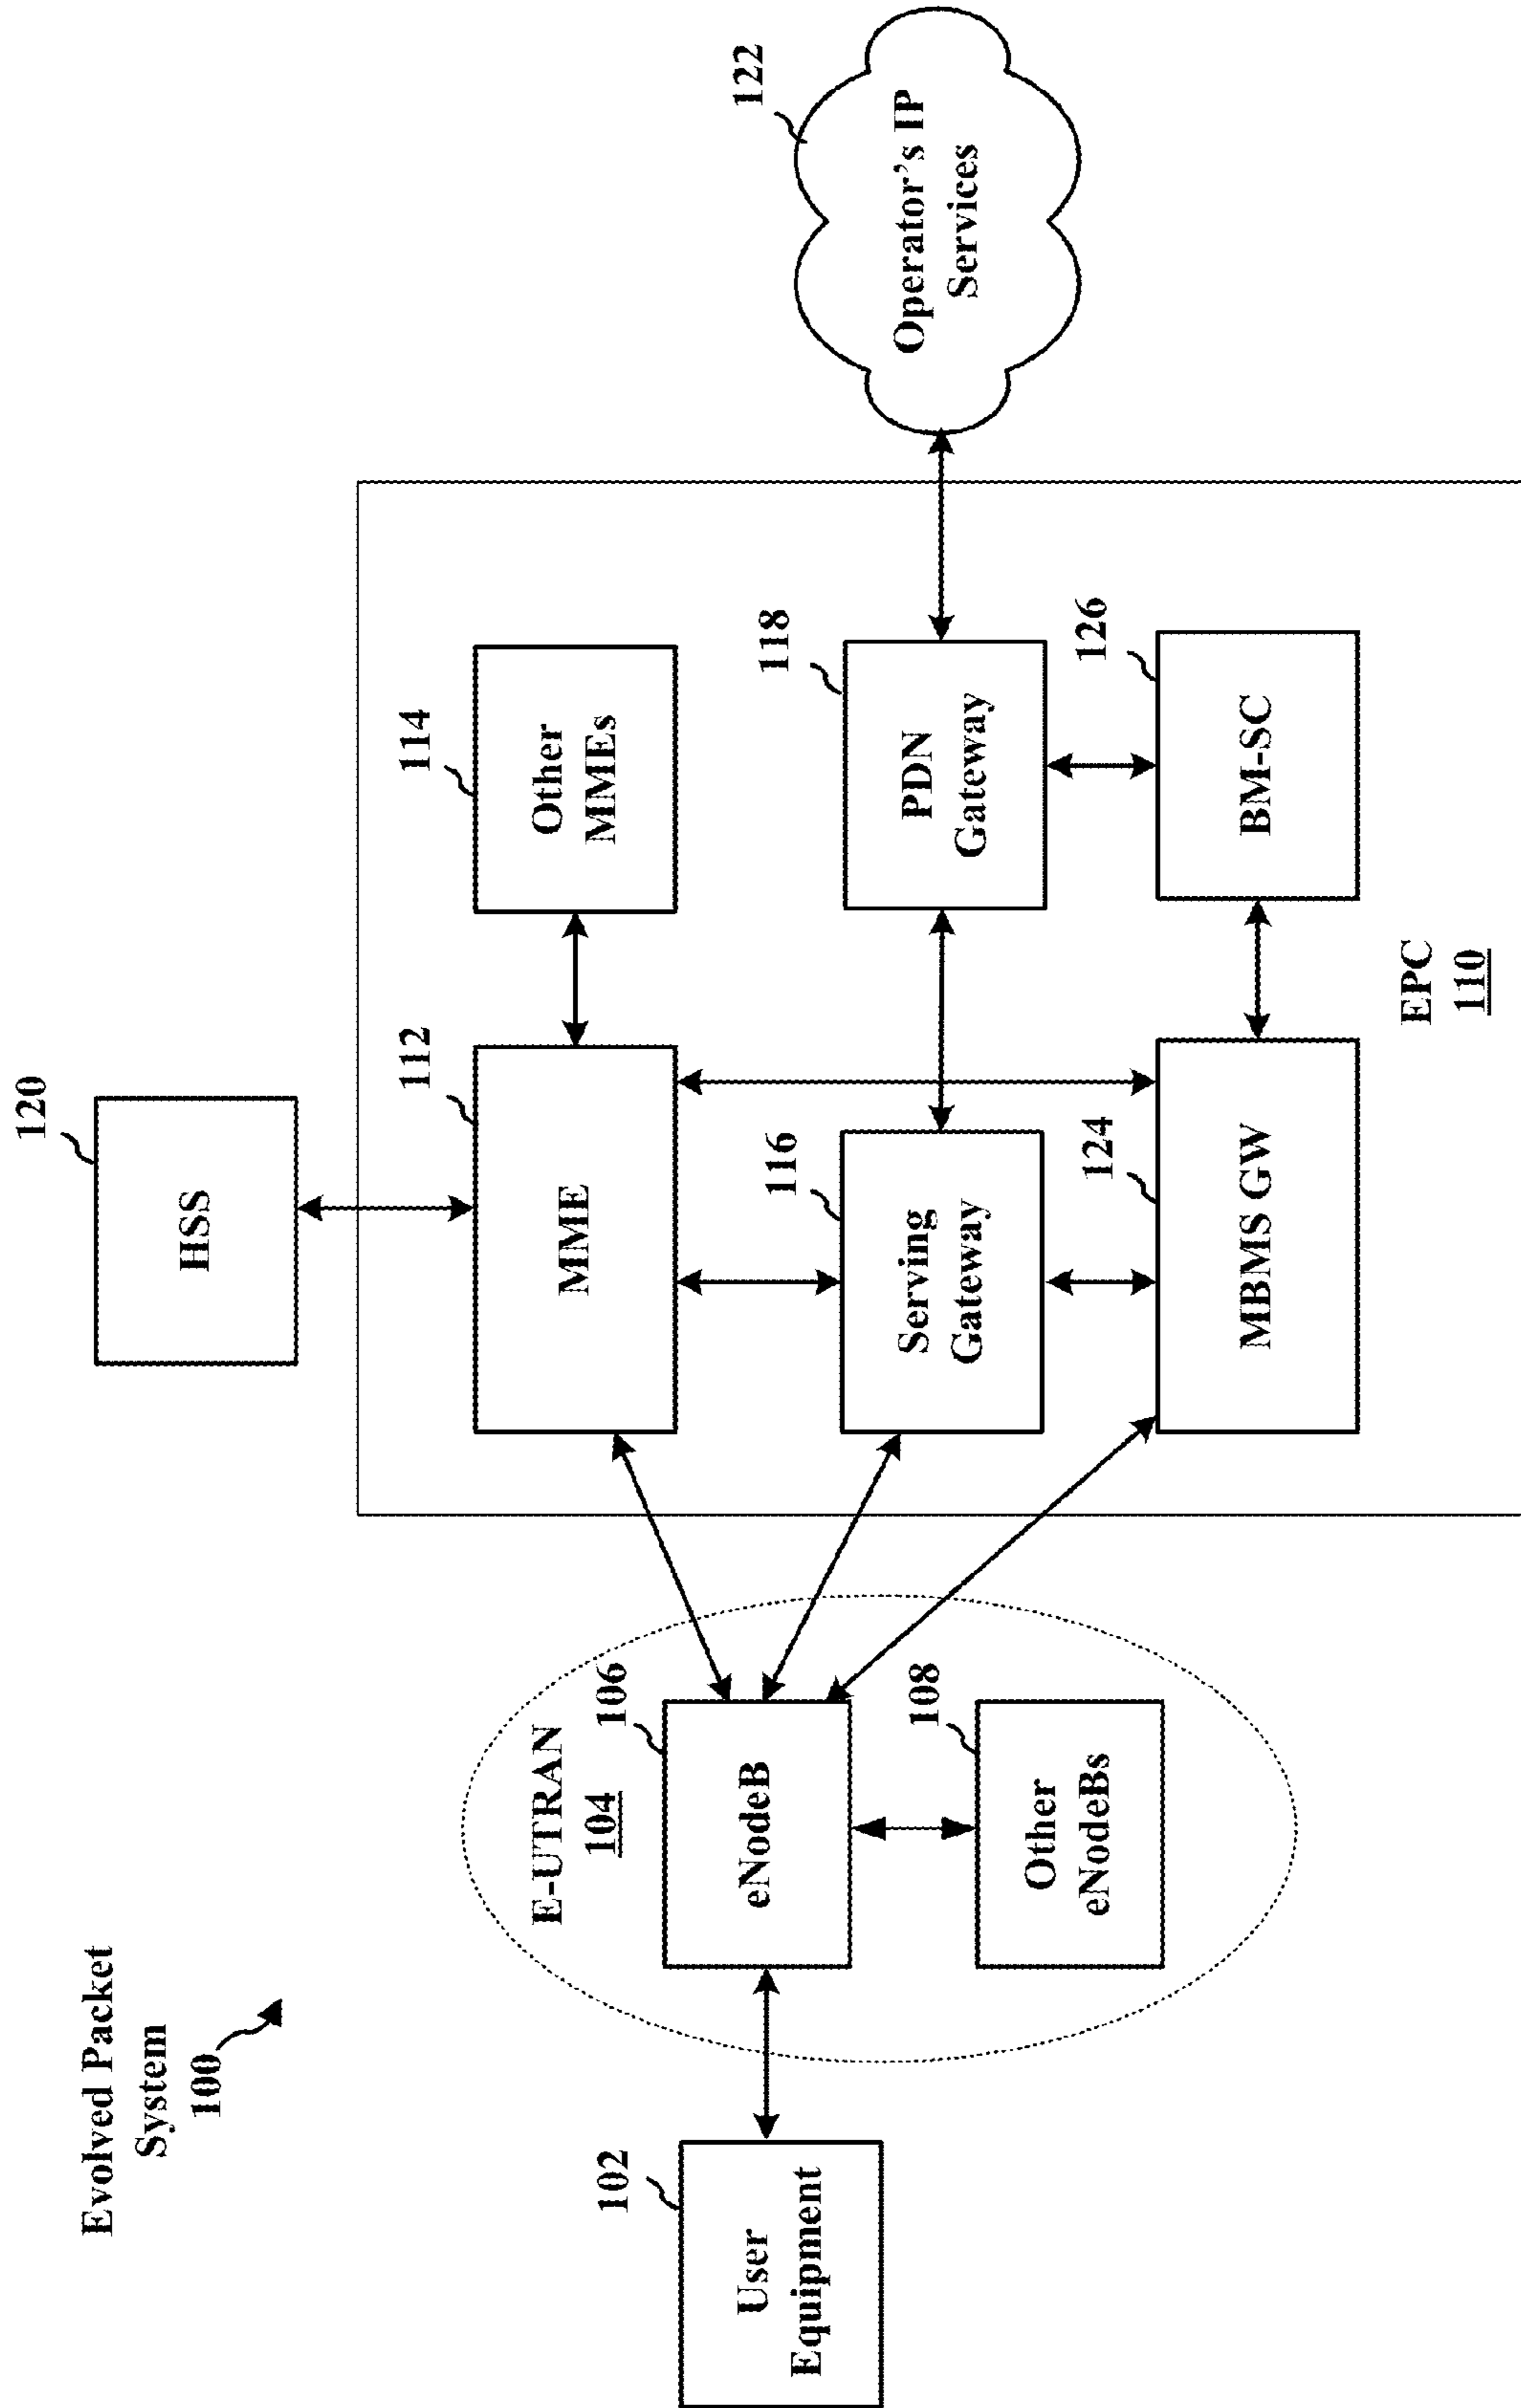 Evolved Packet
System
100
102
User
Equipment
E-UTRAN
104
106
eNodeB
108
Other
eNodeBs
120
HSS
112
MME
114
Other
MMEs
116
Serving
Gateway
118
PDN
Gateway
124
MBMS GW
126
BM-SC
EPC
110
122
Operator's IP
Services